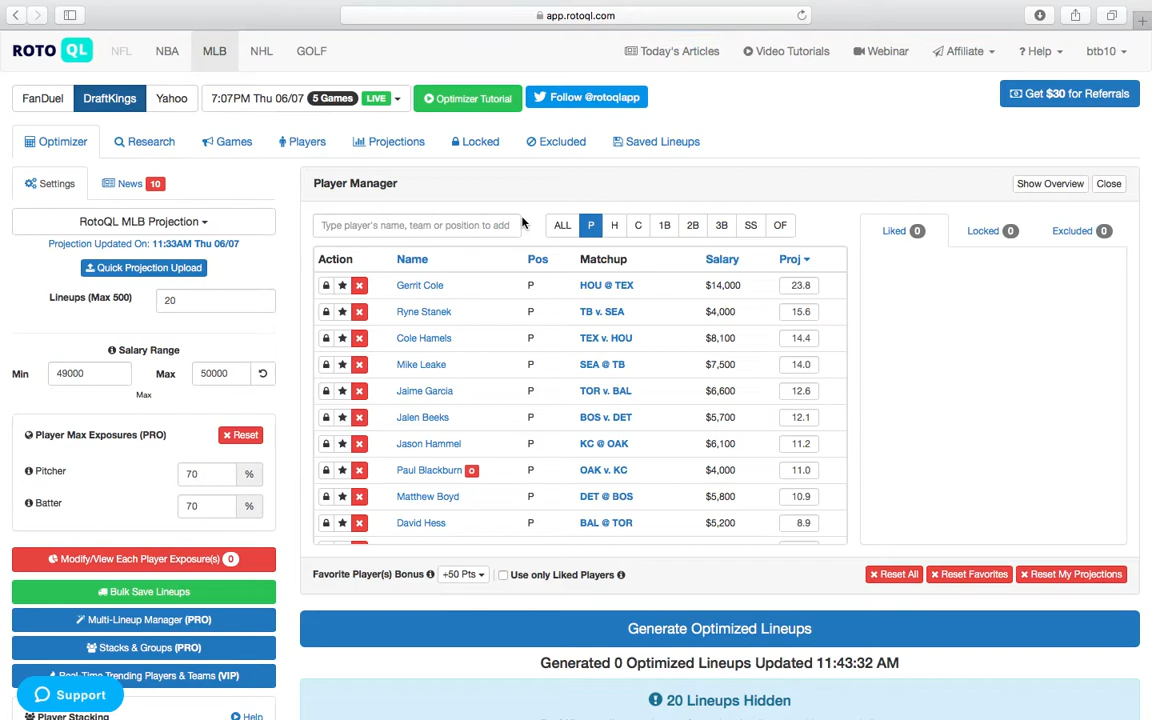 app.rotoql.com
ROTO QL NFL NBA MLB NHL GOLF Today's Articles Video Tutorials Webinar Affiliate ? Help btb10
FanDuel DraftKings Yahoo 7:07PM Thu 06/07 5 Games LIVE Optimizer Tutorial Follow @rotoqlapp Get $30 for Referrals
Optimizer Research Games Players Projections Locked Excluded Saved Lineups
Settings News 10
RotoQL MLB Projection
Projection Updated On: 11:33AM Thu 06/07
Quick Projection Upload
Lineups (Max 500) 20
Salary Range
Min 49000 Max 50000
Max
Player Max Exposures (PRO) Reset
Pitcher 70 %
Batter 70 %
Modify/View Each Player Exposure(s) 0
Bulk Save Lineups
Multi-Lineup Manager (PRO)
Stacks & Groups (PRO)
Real-Time Trending Players & Teams (VIP)
Support
Player Stacking Help
Player Manager Show Overview Close
Type player's name, team or position to add ALL P H C 1B 2B 3B SS OF
Liked 0 Locked 0 Excluded 0
Action Name Pos Matchup Salary Proj
Gerrit Cole P HOU @ TEX $14,000 23.8
Ryne Stanek P TB v. SEA $4,000 15.6
Cole Hamels P TEX v. HOU $8,100 14.4
Mike Leake P SEA @ TB $7,500 14.0
Jaime Garcia P TOR v. BAL $6,600 12.6
Jalen Beeks P BOS v. DET $5,700 12.1
Jason Hammel P KC @ OAK $6,100 11.2
Paul Blackburn O P OAK v. KC $4,000 11.0
Matthew Boyd P DET @ BOS $5,800 10.9
David Hess P BAL @ TOR $5,200 8.9
Favorite Player(s) Bonus +50 Pts Use only Liked Players Reset All Reset Favorites Reset My Projections
Generate Optimized Lineups
Generated 0 Optimized Lineups Updated 11:43:32 AM
20 Lineups Hidden